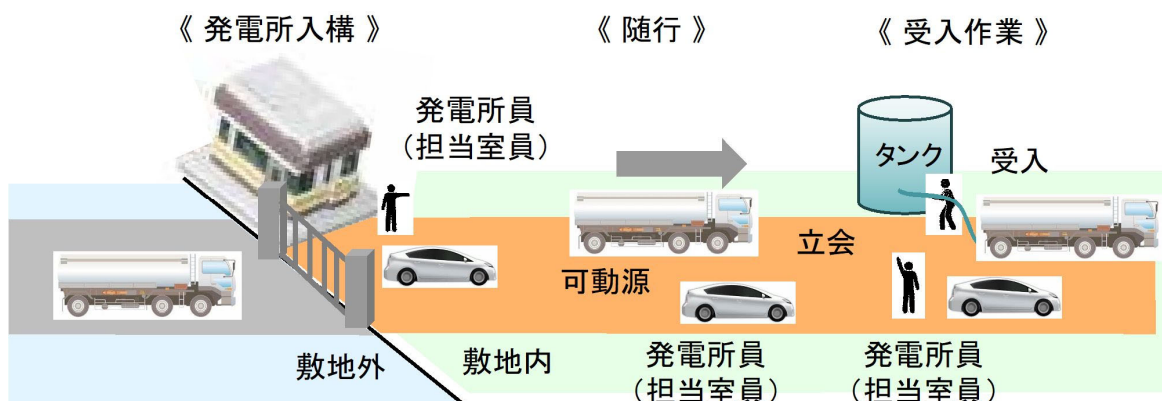 《 発電所入構 》
《 随行 》
《 受入作業 》
発電所員
（担当室員）
タンク
受入
立会
可動源
敷地外
敷地内
発電所員
（担当室員）
発電所員
（担当室員）